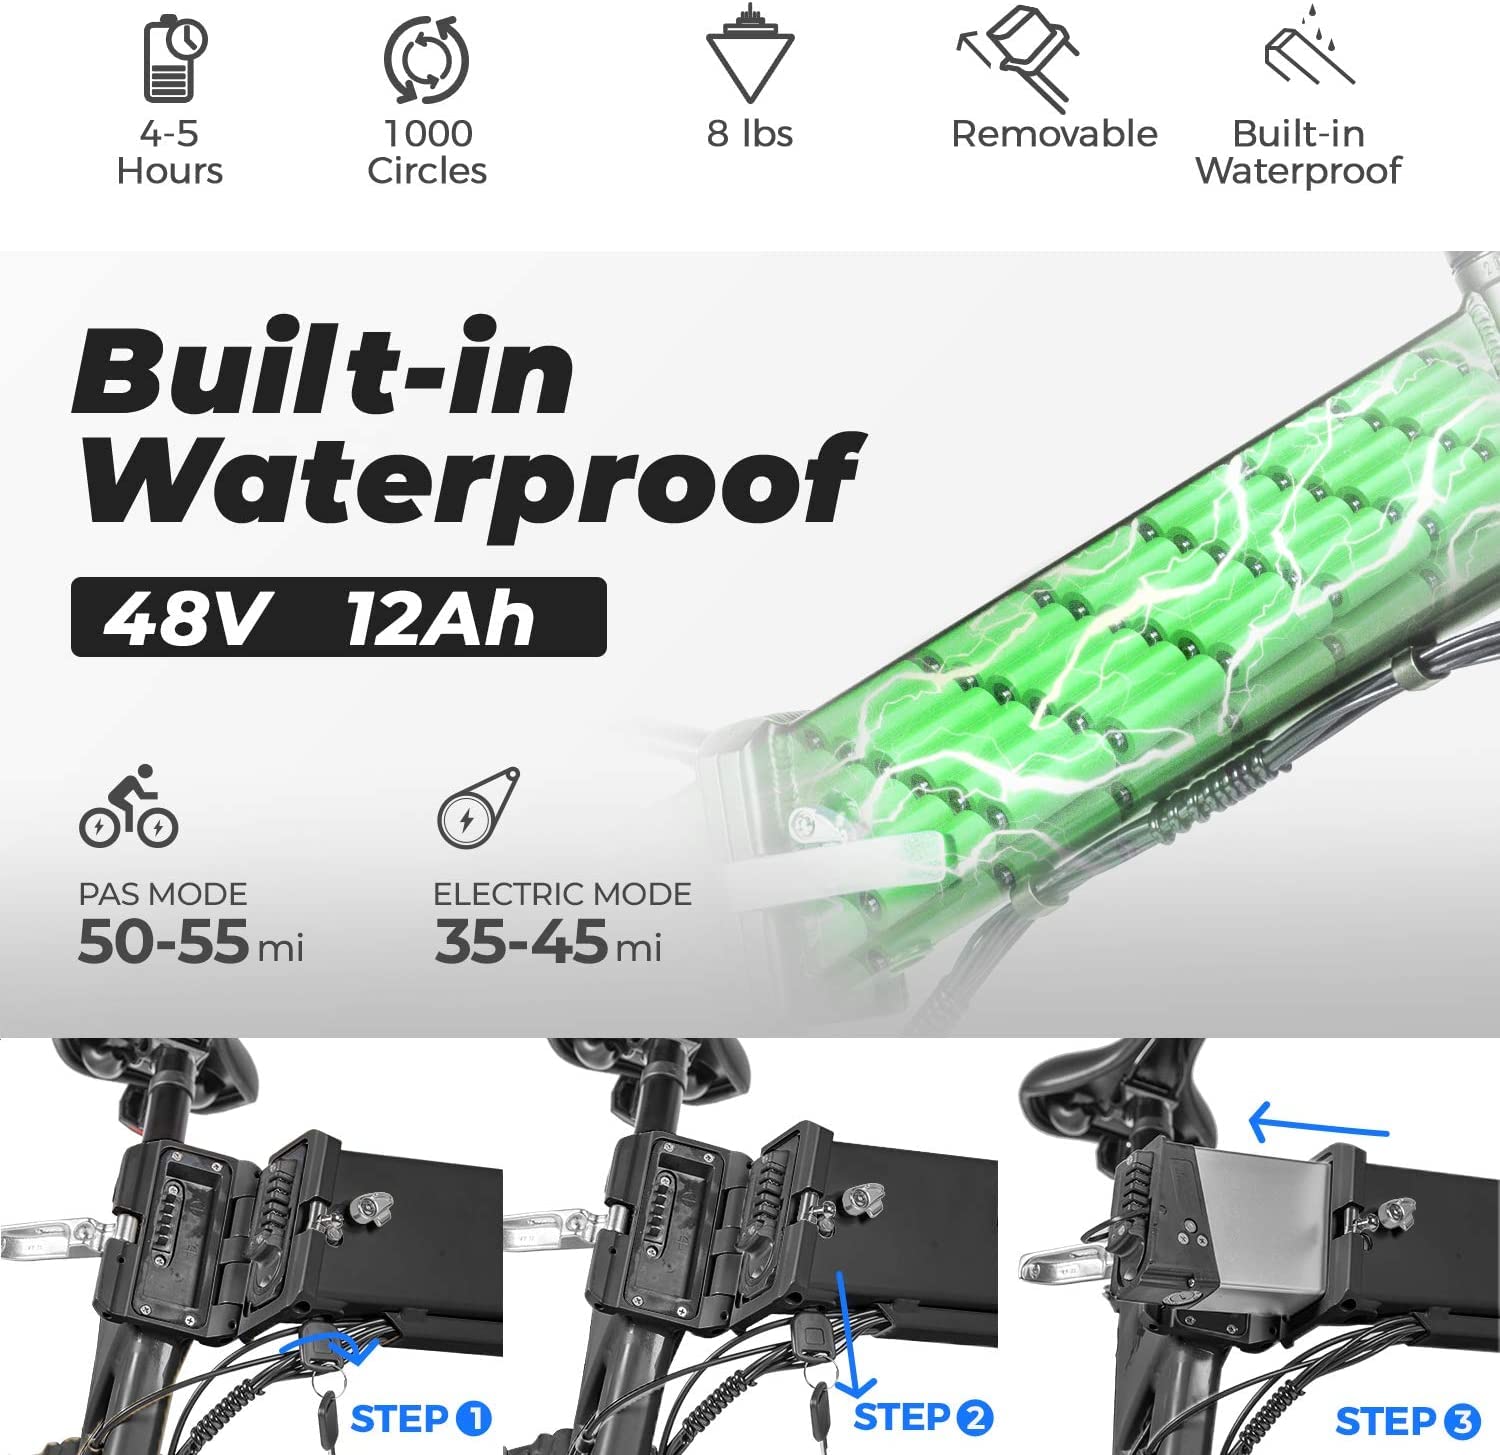 4-5
Hours
1000
Circles
8 lbs
Removable
Built-in
Waterproof
Built-in
Waterproof
48V 12Ah
PAS MODE
50-55 mi
ELECTRIC MODE
35-45 mi
STEP 1
STEP 2
STEP 3